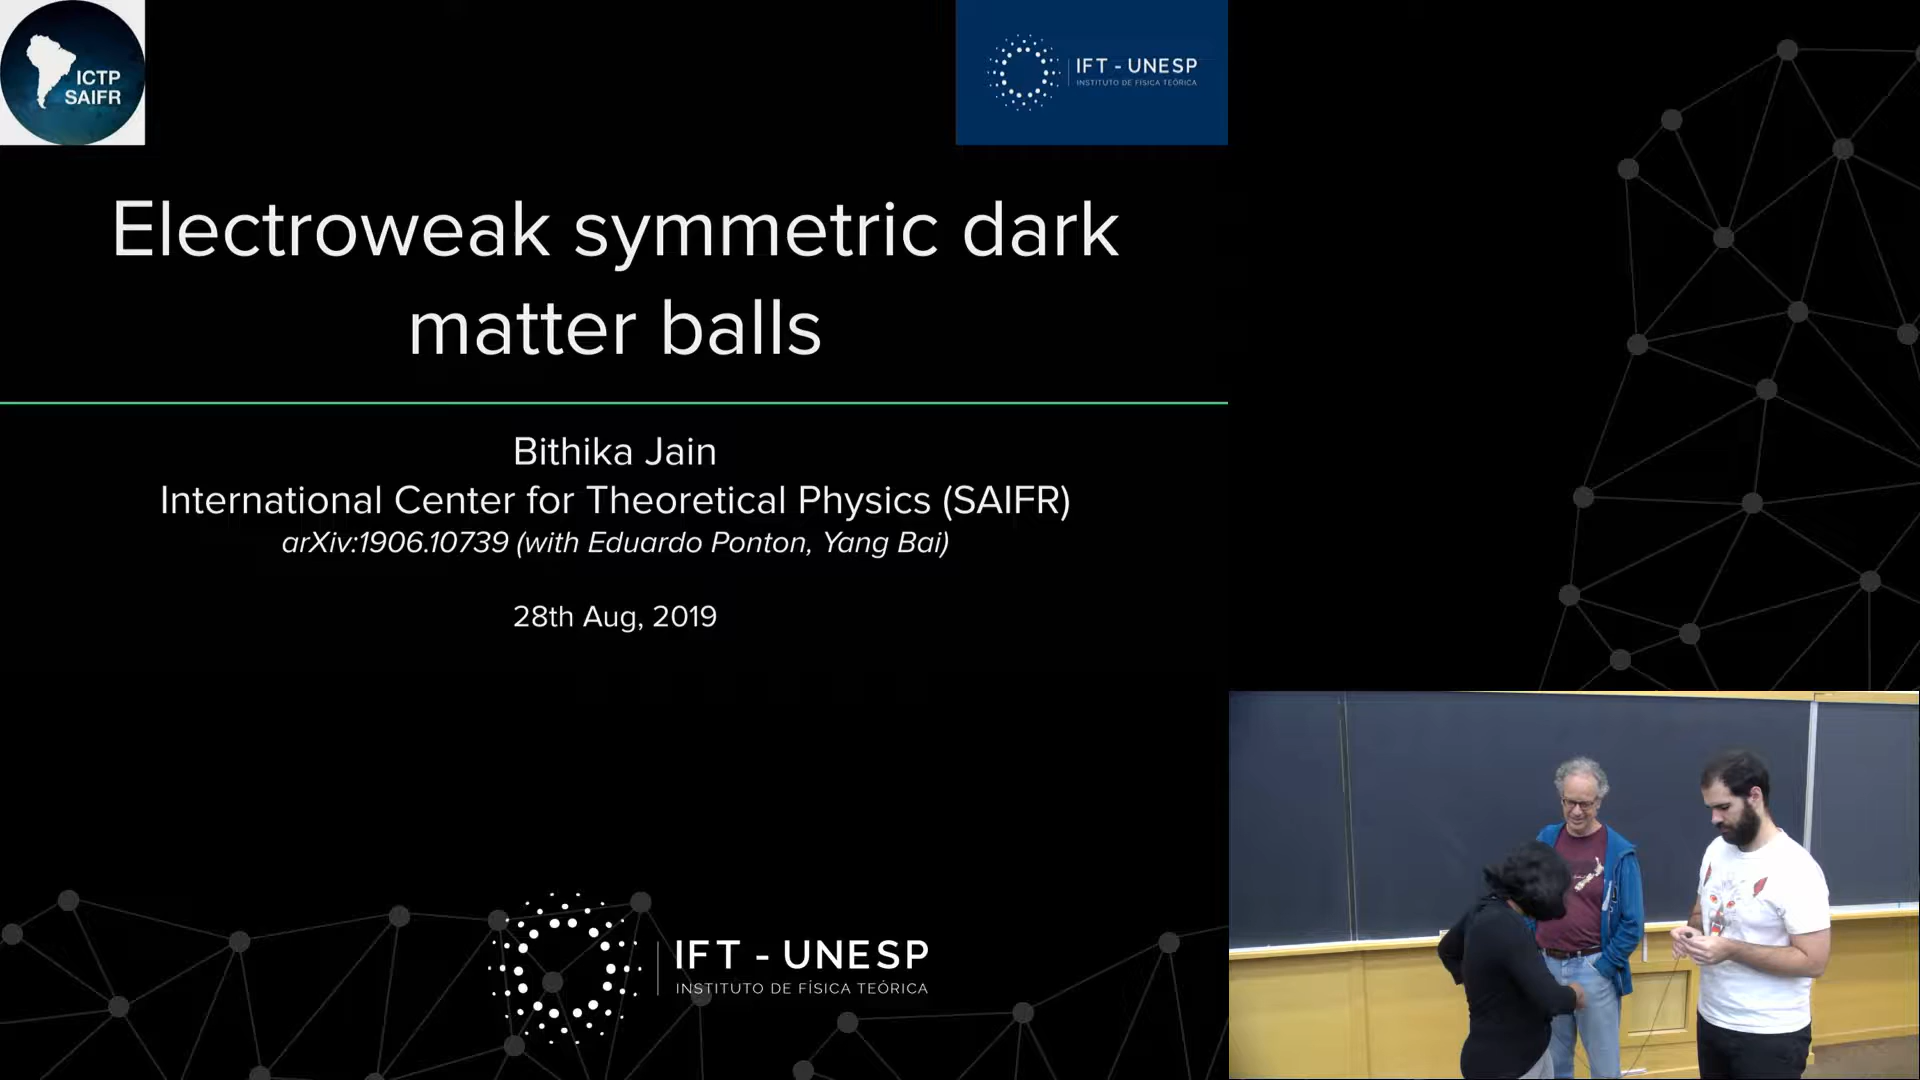 ICTP
SAIFR
IFT - UNESP
INSTITUTO DE FÍSICA TEÓRICA
Electroweak symmetric dark
matter balls
Bithika Jain
International Center for Theoretical Physics (SAIFR)
arXiv:1906.10739 (with Eduardo Ponton, Yang Bai)
28th Aug, 2019
IFT - UNESP
INSTITUTO DE FÍSICA TEÓRICA